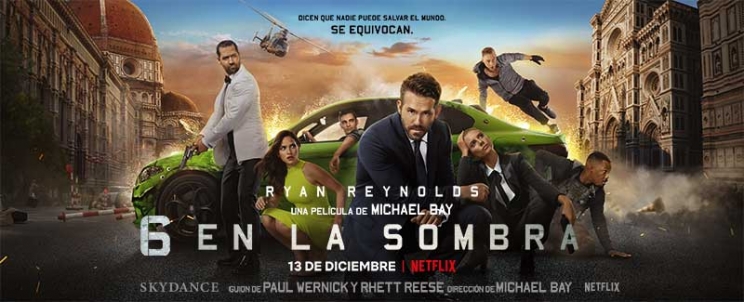 DICEN QUE NADIE PUEDE SALVAR EL MUNDO.
SE EQUIVOCAN.
RYAN REYNOLDS
UNA PELÍCULA DE MICHAEL BAY
6 EN LA SOMBRA
13 DE DICIEMBRE | NETFLIX
SKYDANCE GUION DE PAUL WERNICK Y RHETT REESE DIRECCIÓN DE MICHAEL BAY NETFLIX